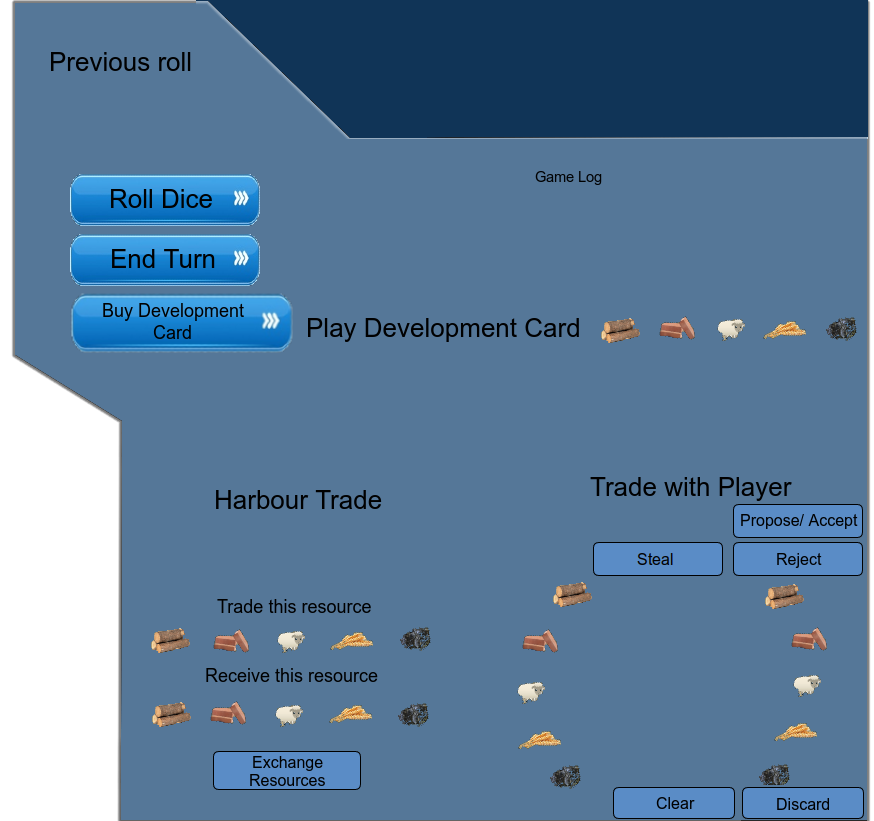 Previous roll
Game Log
Roll Dice
End Turn
Buy Development
Card
Play Development Card
Harbour Trade
Trade with Player
Propose/ Accept
Steal
Reject
Trade this resource
Receive this resource
Exchange
Resources
Clear
Discard